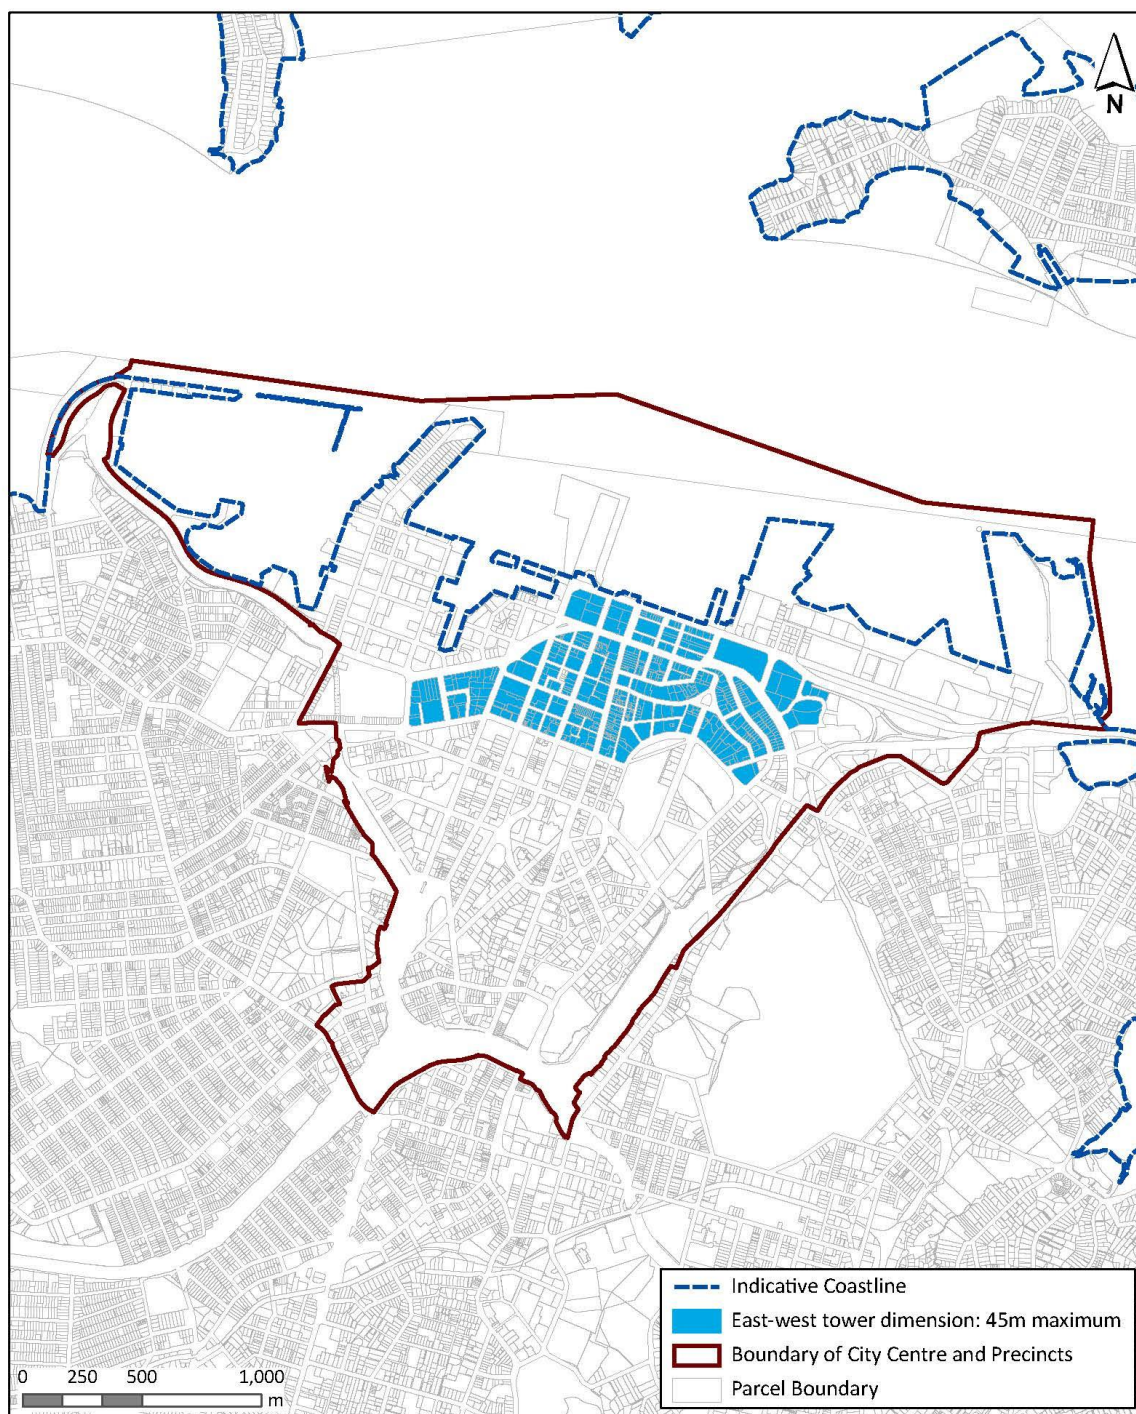 N
Indicative Coastline
East-west tower dimension: 45m maximum
Boundary of City Centre and Precincts
Parcel Boundary
0 250 500 1,000
m